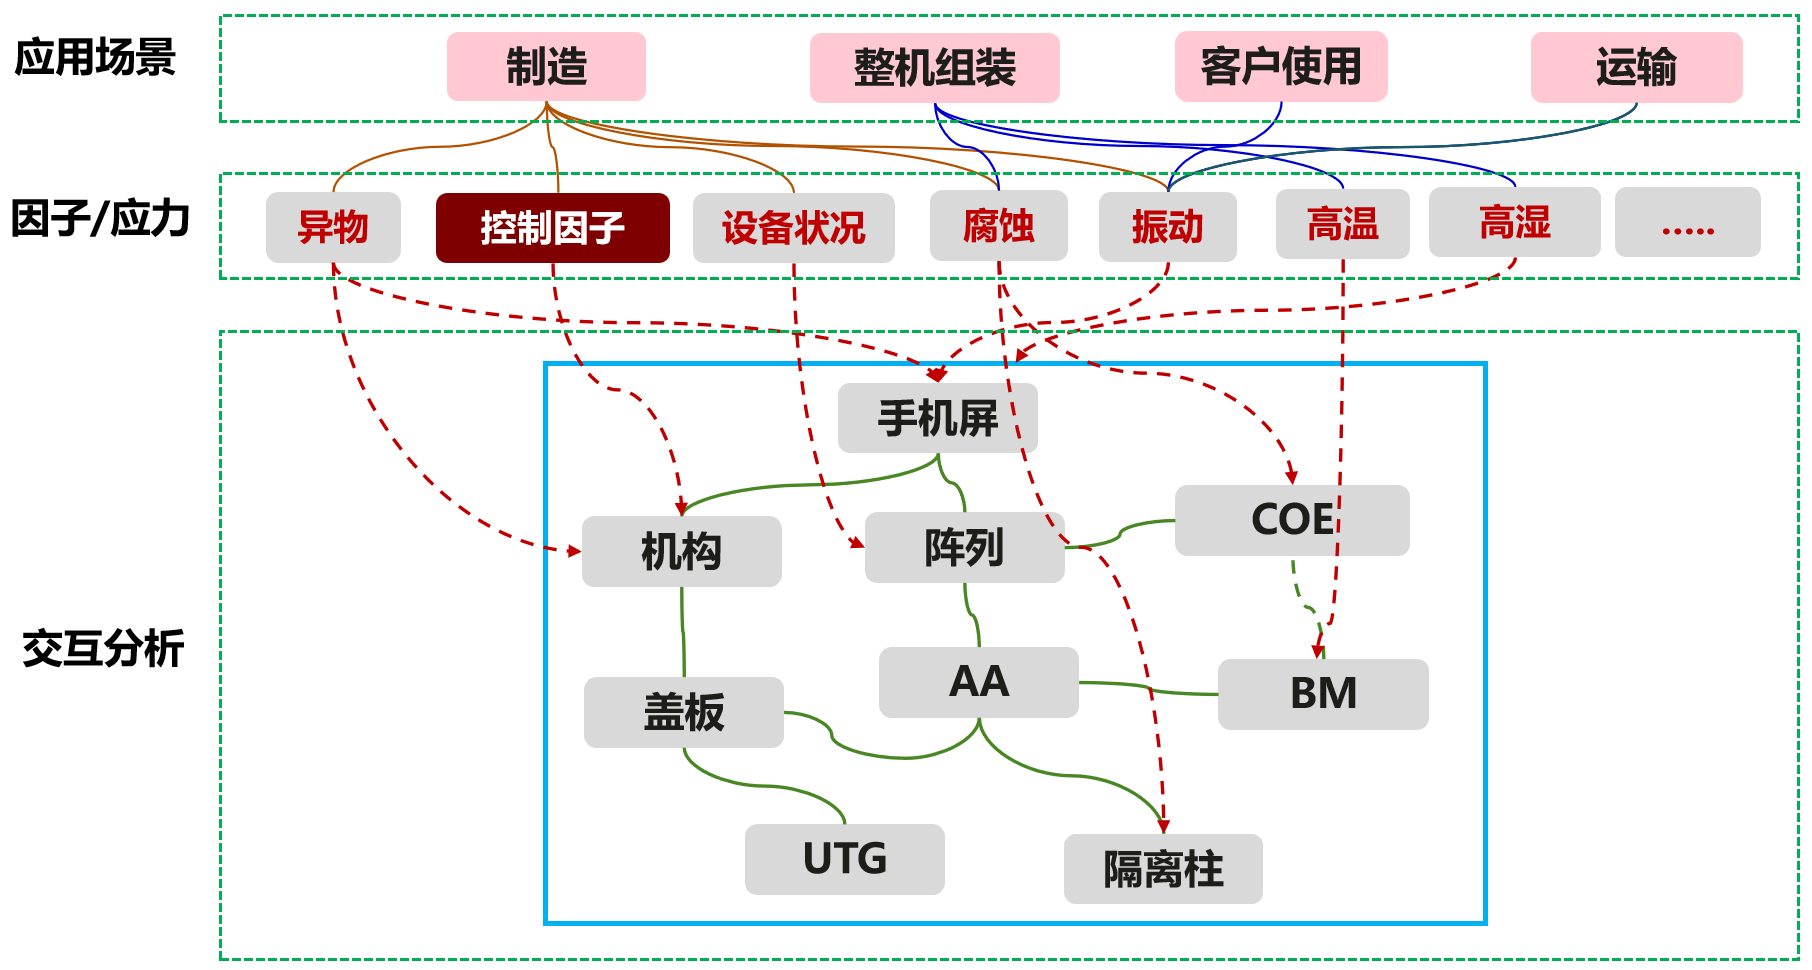 应用场景
制造
整机组装
客户使用
运输
因子/应力
异物
控制因子
设备状况
腐蚀
振动
高温
高湿
.....
交互分析
手机屏
COE
机构
阵列
AA
BM
盖板
UTG
隔离柱